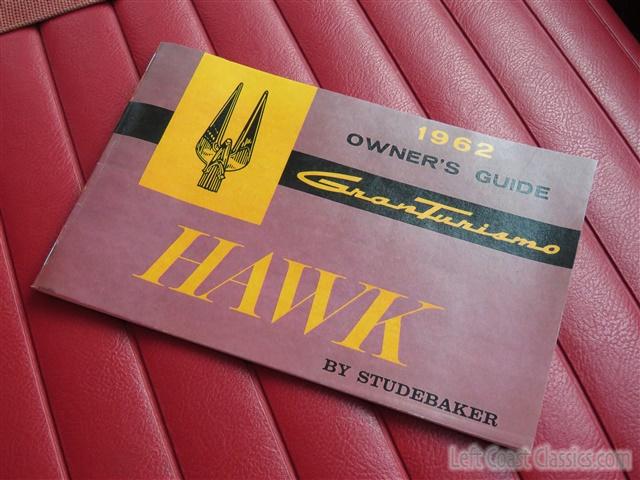 1962
OWNER'S GUIDE
Gran Turismo
HAWK
BY STUDEBAKER
Left Coast Classics.com